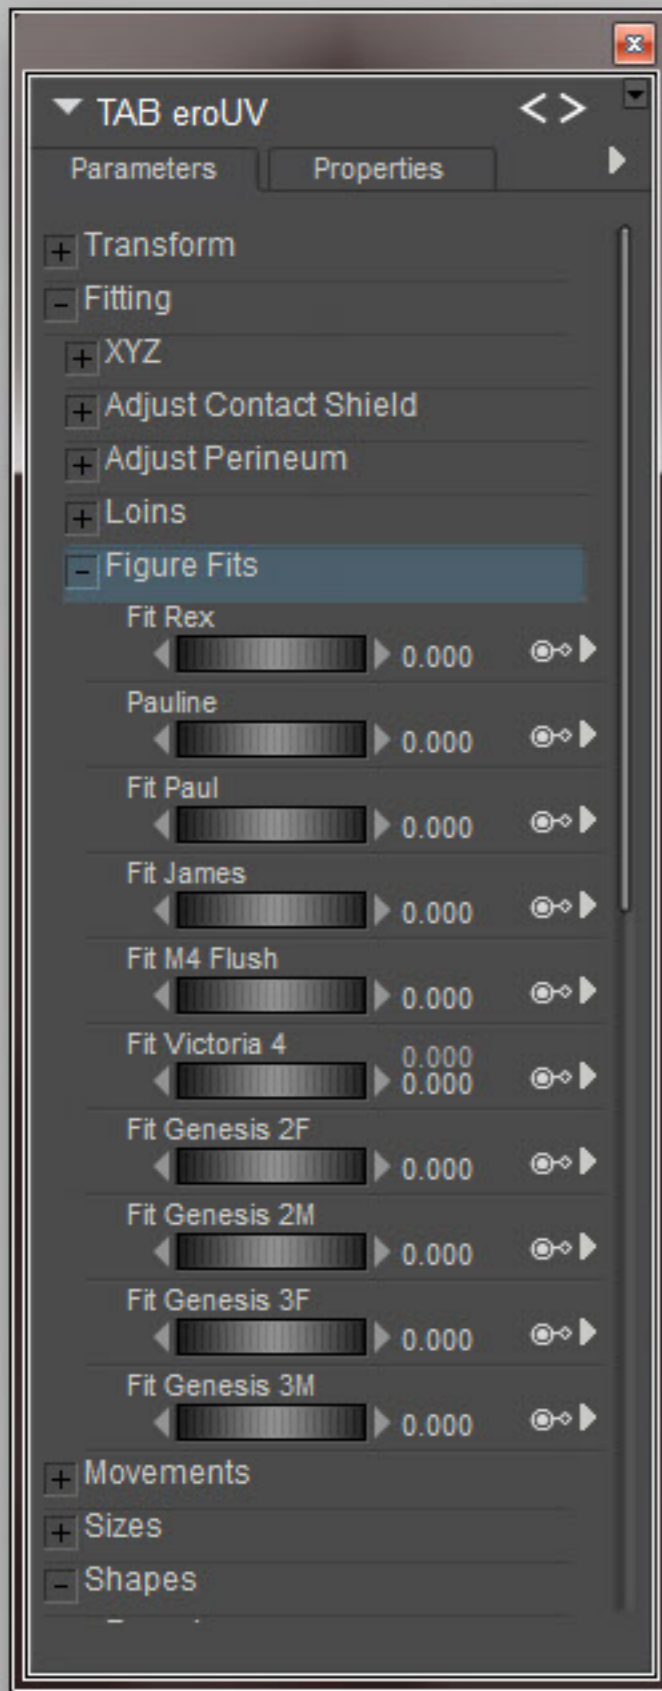 TAB eroUV
Parameters Properties
Transform
Fitting
XYZ
Adjust Contact Shield
Adjust Perineum
Loins
Figure Fits
Fit Rex
0.000
Pauline
0.000
Fit Paul
0.000
Fit James
0.000
Fit M4 Flush
0.000
Fit Victoria 4
0.000
0.000
Fit Genesis 2F
0.000
Fit Genesis 2M
0.000
Fit Genesis 3F
0.000
Fit Genesis 3M
0.000
Movements
Sizes
Shapes